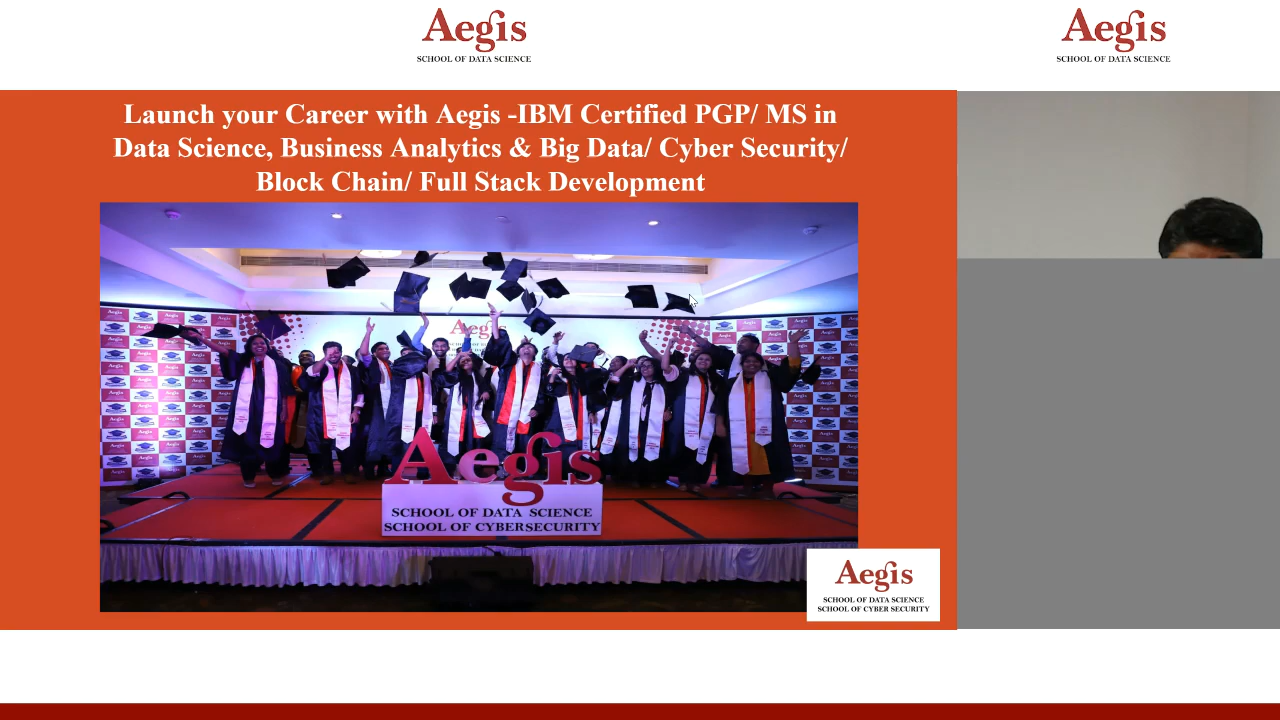 Aegis
SCHOOL OF DATA SCIENCE
Aegis
SCHOOL OF DATA SCIENCE
Launch your Career with Aegis -IBM Certified PGP/ MS in
Data Science, Business Analytics & Big Data/ Cyber Security/
Block Chain/ Full Stack Development
Aegis
Aegis
SCHOOL OF DATA SCIENCE
SCHOOL OF CYBERSECURITY
Aegis
SCHOOL OF DATA SCIENCE
SCHOOL OF CYBER SECURITY